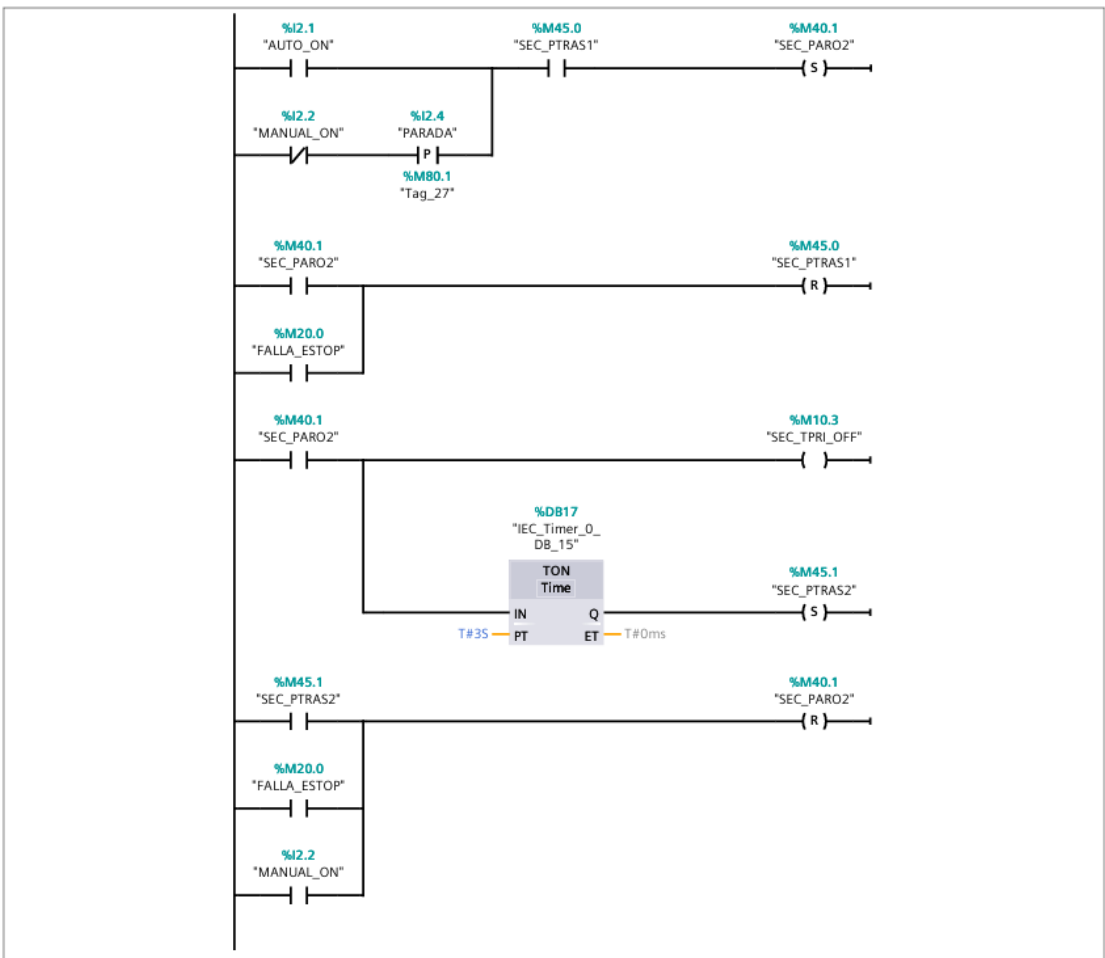 %I2.1
"AUTO_ON"
%M45.0
"SEC_PTRAS1"
%M40.1
"SEC_PARO2"
S
%I2.2
"MANUAL_ON"
%I2.4
"PARADA"
P
%M80.1
"Tag_27"
%M40.1
"SEC_PARO2"
%M45.0
"SEC_PTRAS1"
R
%M20.0
"FALLA_ESTOP"
%M40.1
"SEC_PARO2"
%M10.3
"SEC_TPRI_OFF"
%DB17
"IEC_Timer_0_
DB_15"
TON
Time
IN
Q
T#3S
PT
ET
T#0ms
%M45.1
"SEC_PTRAS2"
S
%M45.1
"SEC_PTRAS2"
%M40.1
"SEC_PARO2"
R
%M20.0
"FALLA_ESTOP"
%I2.2
"MANUAL_ON"